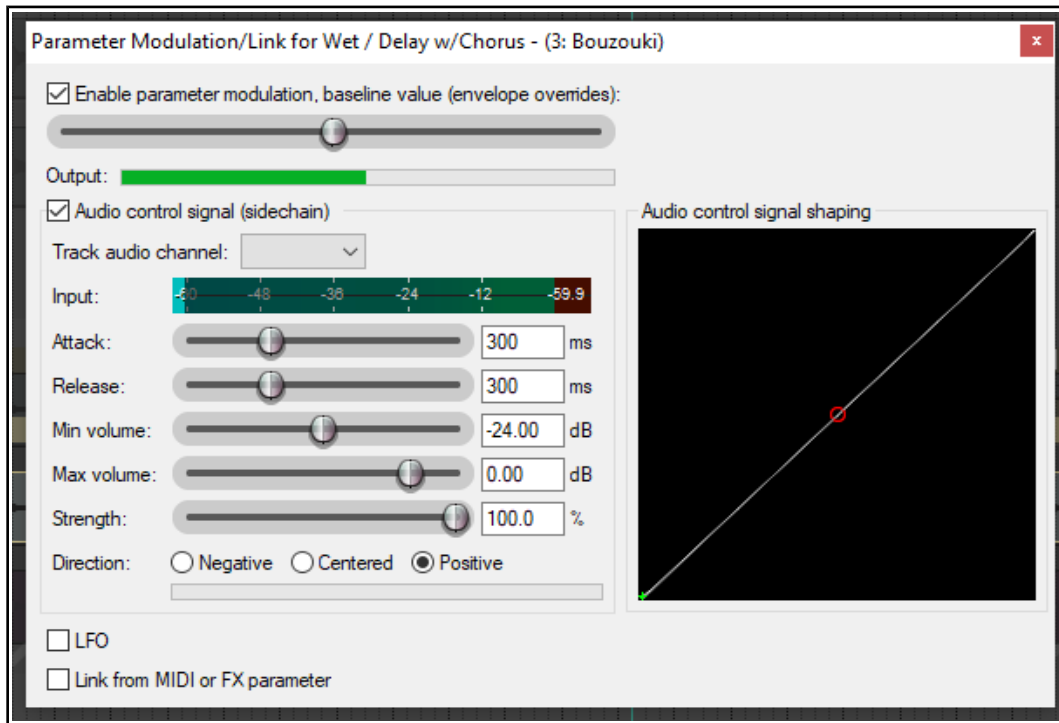 Parameter Modulation/Link for Wet / Delay w/Chorus - (3: Bouzouki)
x
Enable parameter modulation, baseline value (envelope overrides):
Output:
Audio control signal (sidechain)
Audio control signal shaping
Track audio channel:
Input: -60 -48 -36 -24 -12 -59.9
Attack: 300 ms
Release: 300 ms
Min volume: -24.00 dB
Max volume: 0.00 dB
Strength: 100.0 %
Direction: Negative Centered Positive
LFO
Link from MIDI or FX parameter